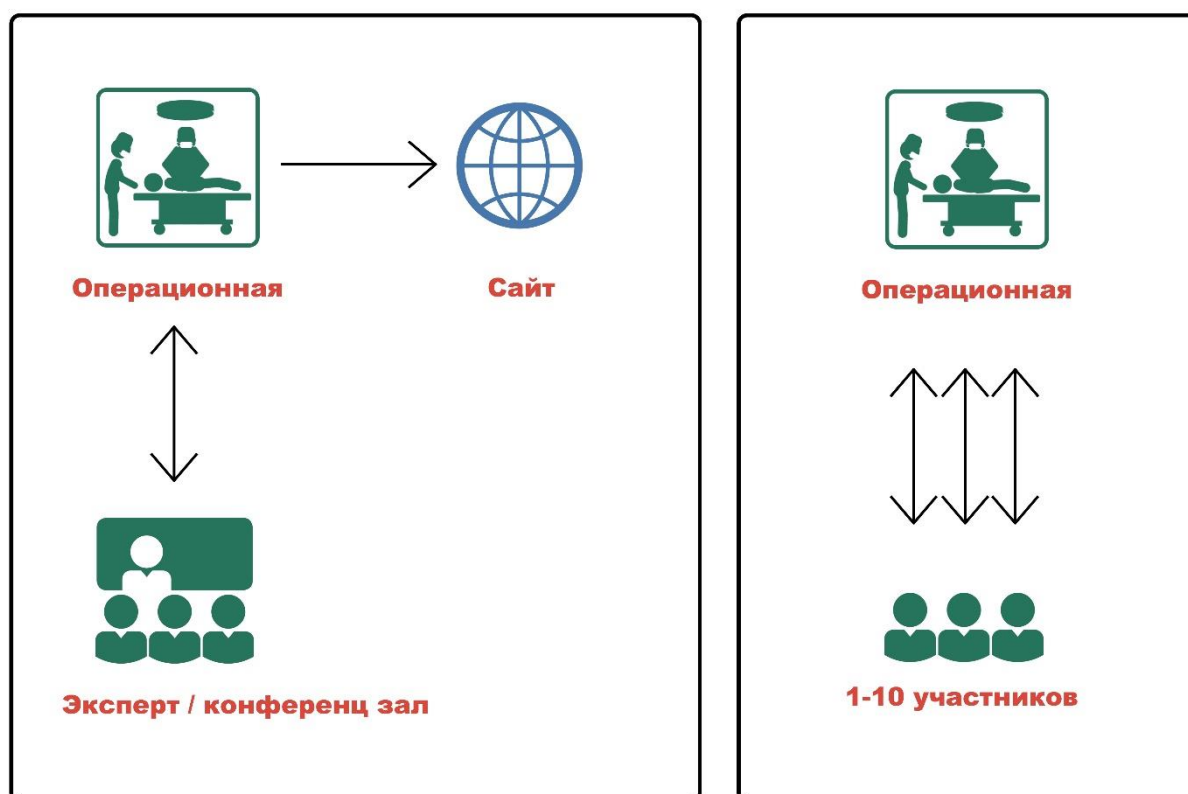 Операционная
Сайт
Эксперт / конференц зал
Операционная
1-10 участников